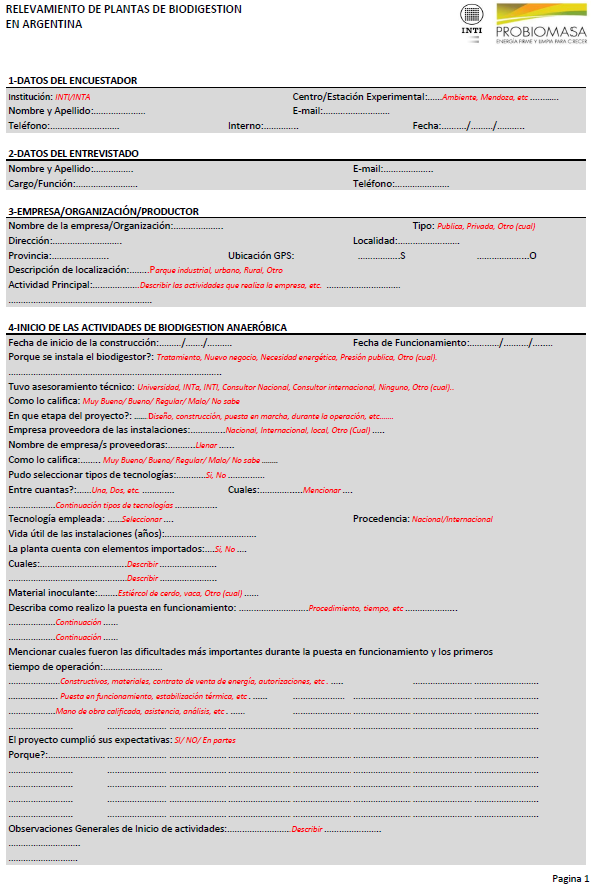 RELEVAMIENTO DE PLANTAS DE BIODIGESTION
EN ARGENTINA
INTI
PROBIOMASA
ENERGÍA FIRME Y LIMPIA PARA CRECER
1-DATOS DEL ENCUESTADOR
Institución: INTI/INTA Centro/Estación Experimental:......Ambiente, Mendoza, etc ............
Nombre y Apellido:..................... E-mail:...........................
Teléfono:............................ Interno:.............. Fecha:........../........./...........
2-DATOS DEL ENTREVISTADO
Nombre y Apellido:................ E-mail:....................
Cargo/Función:......................... Teléfono:......................
3-EMPRESA/ORGANIZACIÓN/PRODUCTOR
Nombre de la empresa/Organización:.................... Tipo: Publica, Privada, Otro (cual)
Dirección:............................ Localidad:.........................
Provincia:....................... Ubicación GPS: .................S .....................O
Descripción de localización:........Parque industrial, urbano, Rural, Otro
Actividad Principal:...................Describir las actividades que realiza la empresa, etc. ..............................
..........................................................
4-INICIO DE LAS ACTIVIDADES DE BIODIGESTION ANAERÓBICA
Fecha de inicio de la construcción:........./......./.......... Fecha de Funcionamiento:............/........../........
Porque se instala el biodigestor?: Tratamiento, Nuevo negocio, Necesidad energética, Presión publica, Otro (cual).
...........................................................................
Tuvo asesoramiento técnico: Universidad, INTa, INTI, Consultor Nacional, Consultor internacional, Ninguno, Otro (cual)..
Como lo califica: Muy Bueno/ Bueno/ Regular/ Malo/ No sabe
En que etapa del proyecto?: ......Diseño, construcción, puesta en marcha, durante la operación, etc.......
Empresa proveedora de las instalaciones:..............Nacional, Internacional, local, Otro (Cual) .....
Nombre de empresa/s proveedoras:...........Llenar ......
Como lo califica:........ Muy Bueno/ Bueno/ Regular/ Malo/ No sabe ........
Pudo seleccionar tipos de tecnologías:............Si, No ...............
Entre cuantas?:......Una, Dos, etc. ............. Cuales:.................Mencionar ....
...................Continuación tipos de tecnologías .................
Tecnología empleada: ......Seleccionar .... Procedencia: Nacional/Internacional
Vida útil de las instalaciones (años):.....................................
La planta cuenta con elementos importados:....Si, No ....
Cuales:...................................Describir ......................
................................................Describir ......................
Material inoculante:........Estiércol de cerdo, vaca, Otro (cual) ......
Describa como realizo la puesta en funcionamiento: ............................Procedimiento, tiempo, etc .....................
...................Continuación ......
...................Continuación ......
Mencionar cuales fueron las dificultades más importantes durante la puesta en funcionamiento y los primeros
tiempo de operación:........................
.....................Constructivos, materiales, contrato de venta de energía, autorizaciones, etc . .....
.................... Puesta en funcionamiento, estabilización térmica, etc . ......
...................Mano de obra calificada, asistencia, análisis, etc . ......
El proyecto cumplió sus expectativas: SI/ NO/ En partes
Porque?:.......................
Observaciones Generales de Inicio de actividades:..........................Describir .......................
.............................
............................
Pagina 1